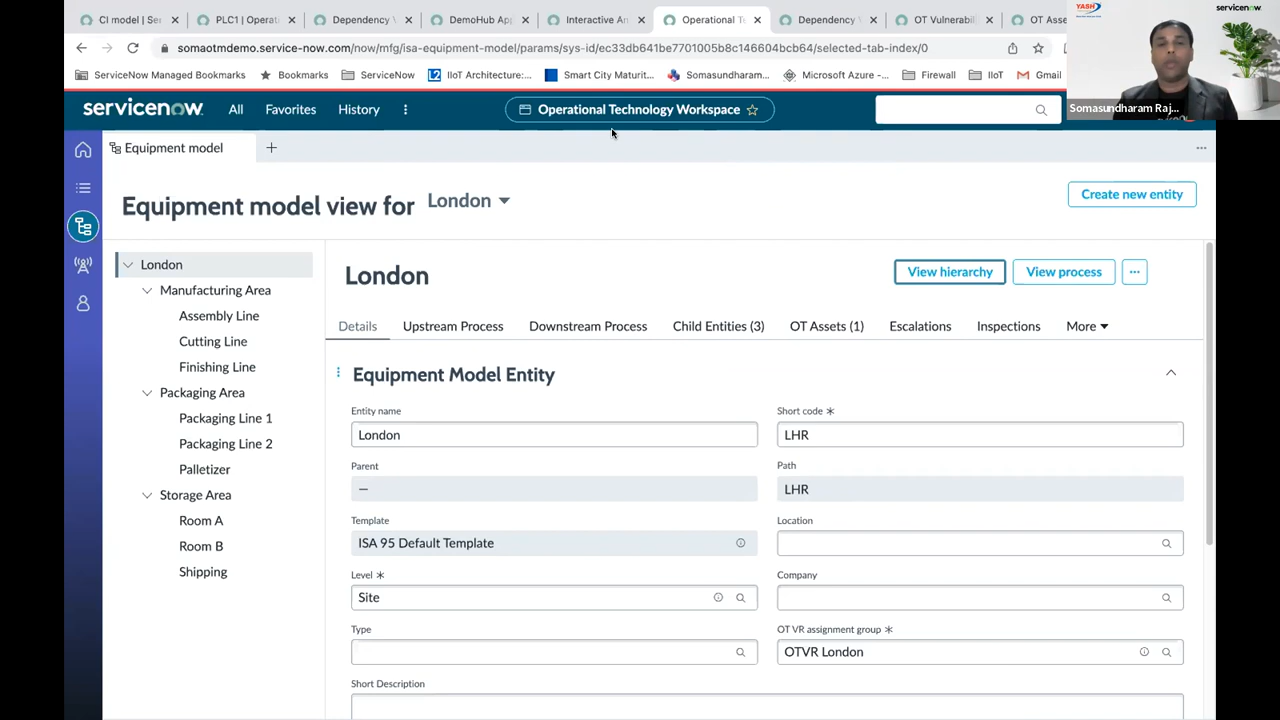 CI model | Ser
PLC1 | Operat
Dependency V
DemoHub App
Interactive An
Operational Te
Dependency V
OT Vulnerabil
OT Asse
YASH
servicenow
somaotmdemo.service-now.com/now/mfg/isa-equipment-model/params/sys-id/ec33db641be7701005b8c146604bcb64/selected-tab-index/0
ServiceNow Managed Bookmarks
Bookmarks
ServiceNow
IIoT Architecture:...
Smart City Maturit...
Somasundharam...
Microsoft Azure -...
Firewall
IIoT
Gmail
Somasundharam Raj...
servicenow
All
Favorites
History
Operational Technology Workspace
Equipment model
Equipment model view for London
Create new entity
London
Manufacturing Area
Assembly Line
Cutting Line
Finishing Line
Packaging Area
Packaging Line 1
Packaging Line 2
Palletizer
Storage Area
Room A
Room B
Shipping
London
View hierarchy
View process
Details
Upstream Process
Downstream Process
Child Entities (3)
OT Assets (1)
Escalations
Inspections
More
Equipment Model Entity
Entity name
London
Short code *
LHR
Parent
—
Path
LHR
Template
ISA 95 Default Template
Location
Level *
Site
Company
Type
OT VR assignment group *
OTVR London
Short Description